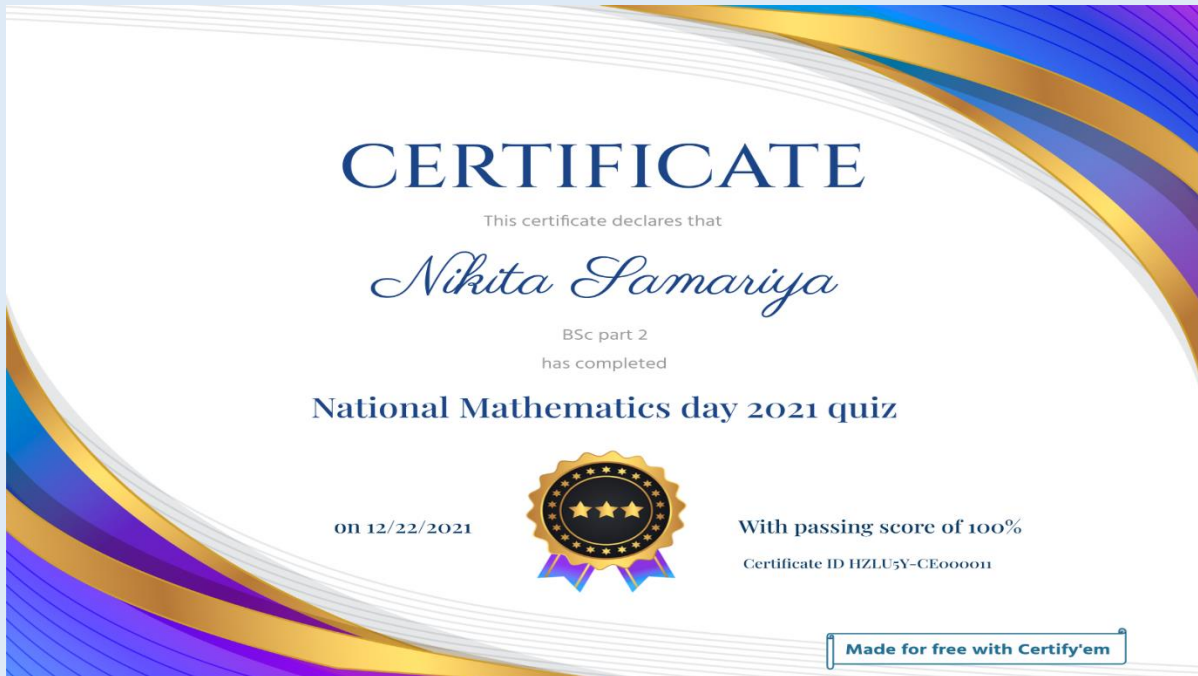 CERTIFICATE
This certificate declares that
Nikita Samariya
BSc part 2
has completed
National Mathematics day 2021 quiz
on 12/22/2021
With passing score of 100%
Certificate ID HZLU5Y-CE000011
Made for free with Certify'em